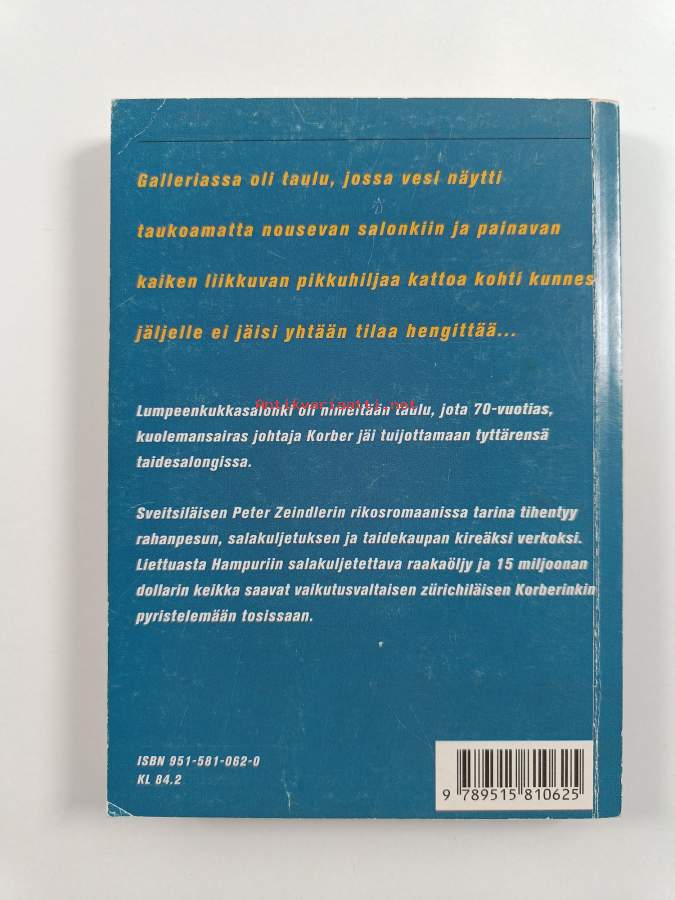 Galleriassa oli taulu, jossa vesi näytti
taukoamatta nousevan salonkiin ja painavan
kaiken liikkuvan pikkuhiljaa kattoa kohti kunnes
jäljelle ei jäisi yhtään tilaa hengittää...
Antikvariaatti.net
Lumpeenkukkasalonki oli nimeltään taulu, jota 70-vuotias,
kuolemansairas johtaja Korber jäi tuijottamaan tyttärensä
taidesalongissa.
Sveitsiläisen Peter Zeindlerin rikosromaanissa tarina tihentyy
rahanpesun, salakuljetuksen ja taidekaupan kireäksi verkoksi.
Liettuasta Hampuriin salakuljetettava raakaöljy ja 15 miljoonan
dollarin keikka saavat vaikutusvaltaisen zürichiläisen Korberinkin
pyristelemään tosissaan.
ISBN 951-581-062-0
KL 84.2
9 789515 810625